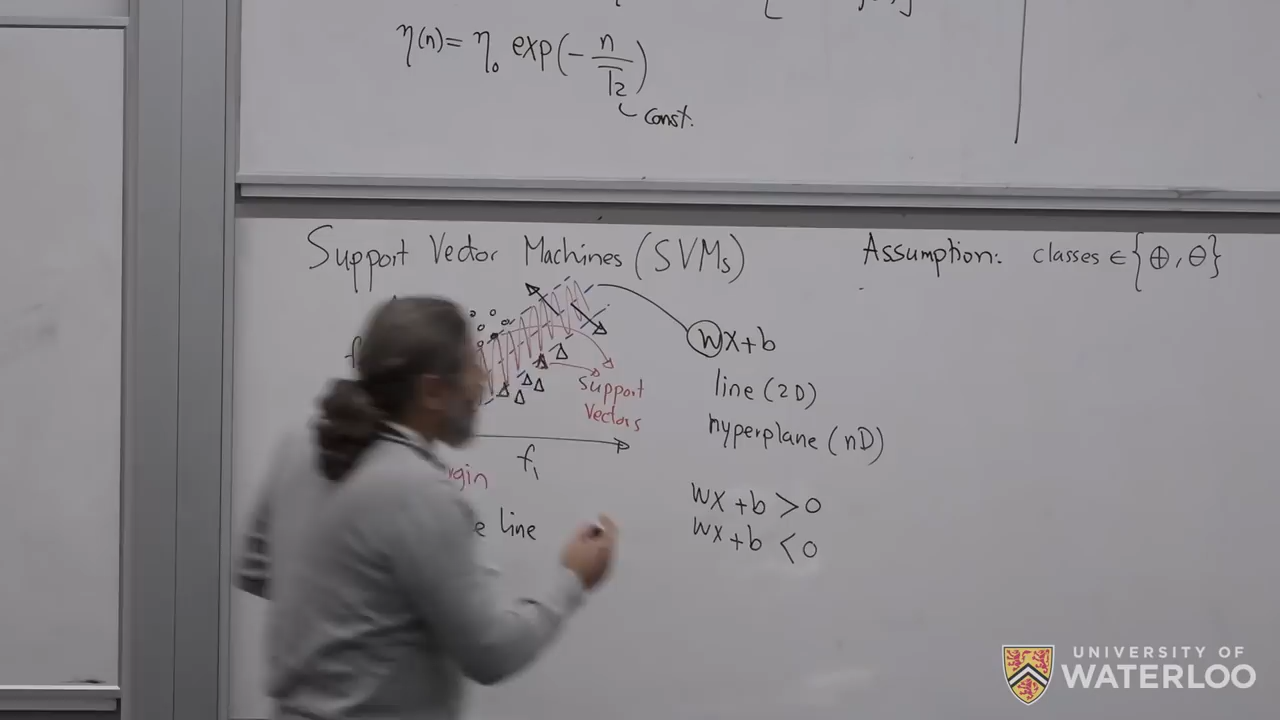 η(n) = η₀ exp(-n/τ₂)
const.
Support Vector Machines (SVMs)
Assumption: classes ∈ {⊕, ⊖}
wx+b
line (2D)
hyperplane (nD)
support
vectors
f₁
line
wx+b > 0
wx+b < 0
UNIVERSITY OF
WATERLOO